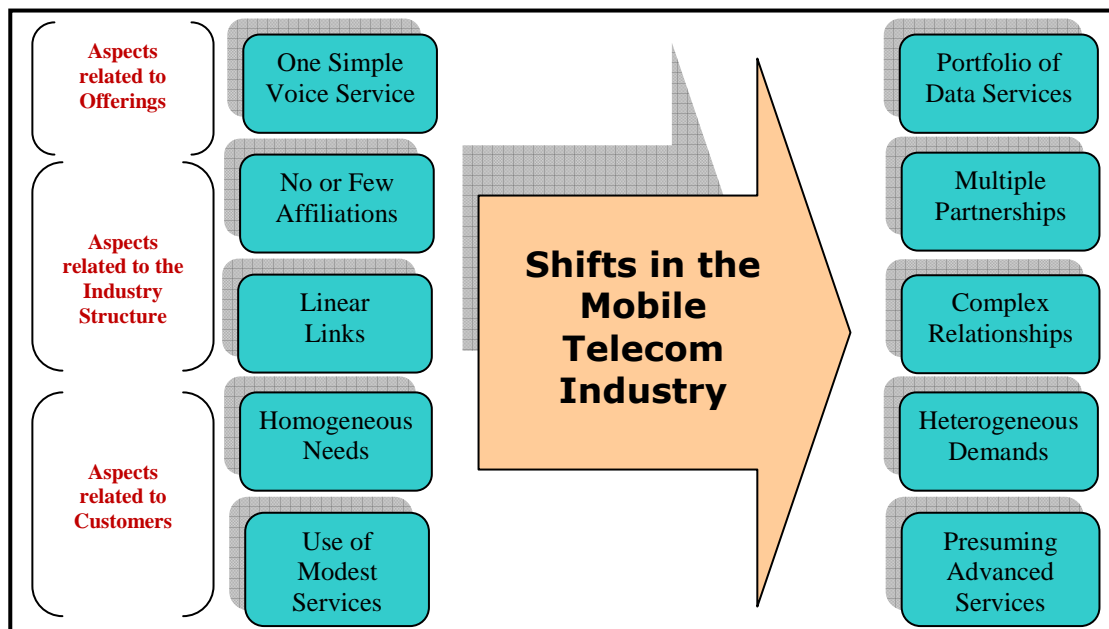 Aspects
related to
Offerings
One Simple
Voice Service
Portfolio of
Data Services
Aspects
related to the
Industry
Structure
No or Few
Affiliations
Multiple
Partnerships
Linear
Links
Complex
Relationships
Shifts in the
Mobile
Telecom
Industry
Aspects
related to
Customers
Homogeneous
Needs
Heterogeneous
Demands
Use of
Modest
Services
Presuming
Advanced
Services